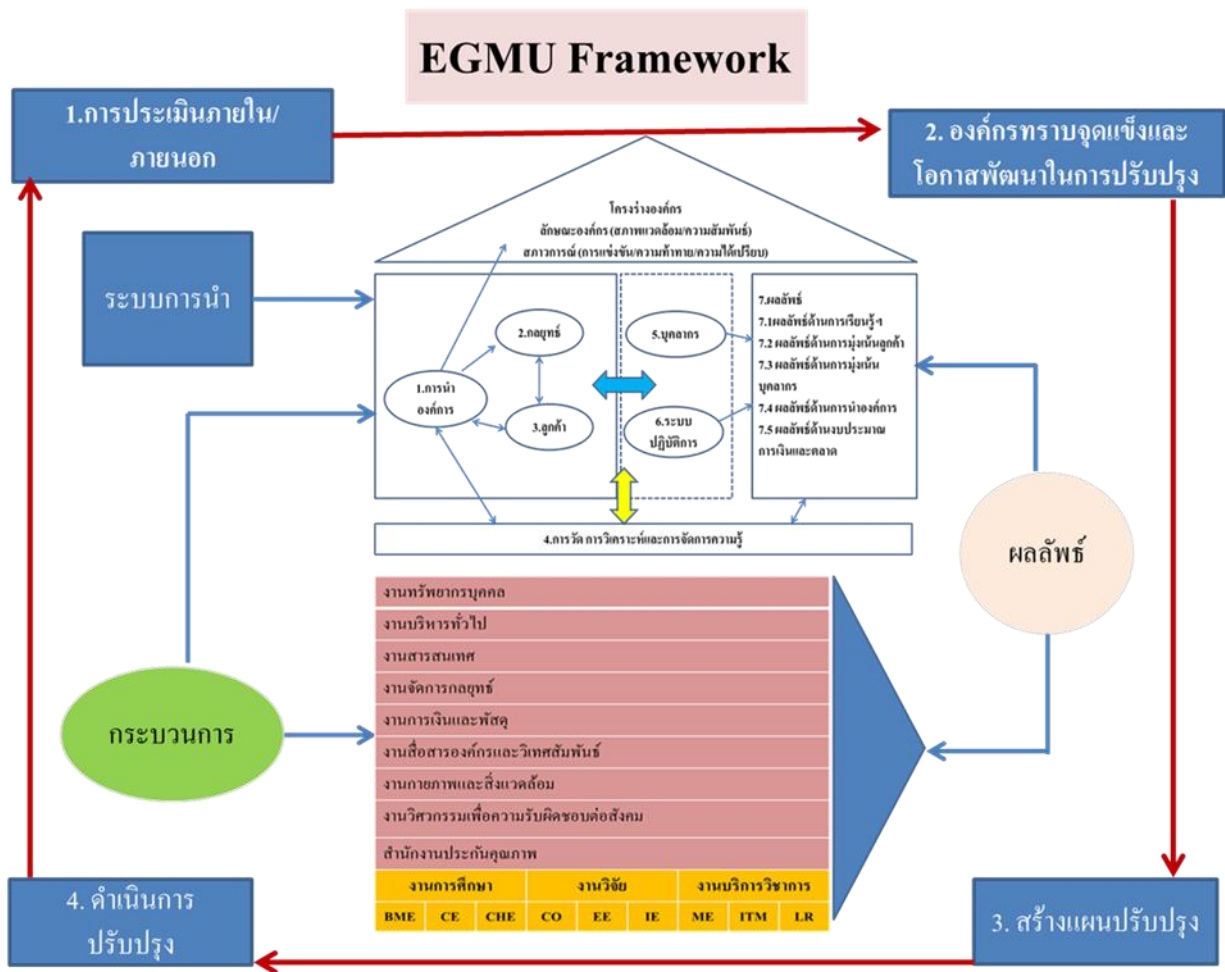 EGMU Framework
1.การประเมินภายใน/
ภายนอก
2. องค์กรทราบจุดแข็งและ
โอกาสพัฒนาในการปรับปรุง
โครงร่างองค์กร
ลักษณะองค์กร (สภาพแวดล้อม/ความสัมพันธ์)
สภาวการณ์ (การแข่งขัน/ความท้าทาย/ความได้เปรียบ)
ระบบการนำ
1.การนำ
องค์การ
2.กลยุทธ์
3.ลูกค้า
5.บุคลากร
6.ระบบ
ปฏิบัติการ
7.ผลลัพธ์
7.1ผลลัพธ์ด้านการเรียนรู้ฯ
7.2 ผลลัพธ์ด้านการมุ่งเน้นลูกค้า
7.3 ผลลัพธ์ด้านการมุ่งเน้น
บุคลากร
7.4 ผลลัพธ์ด้านการนำองค์การ
7.5 ผลลัพธ์ด้านงบประมาณ
การเงินและตลาด
4.การวัด การวิเคราะห์และการจัดการความรู้
ผลลัพธ์
กระบวนการ
งานทรัพยากรบุคคล
งานบริหารทั่วไป
งานสารสนเทศ
งานจัดการกลยุทธ์
งานการเงินและพัสดุ
งานสื่อสารองค์กรและวิเทศสัมพันธ์
งานกายภาพและสิ่งแวดล้อม
งานวิศวกรรมเพื่อความรับผิดชอบต่อสังคม
สำนักงานประกันคุณภาพ
งานการศึกษา งานวิจัย งานบริการวิชาการ
BME CE CHE CO EE IE ME ITM LR
4. ดำเนินการ
ปรับปรุง
3. สร้างแผนปรับปรุง